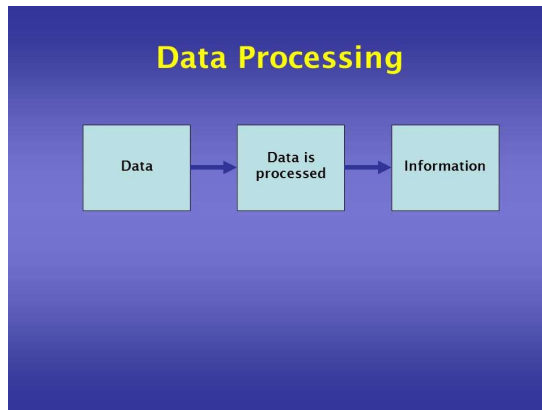 Data Processing
Data
Data is
processed
Information